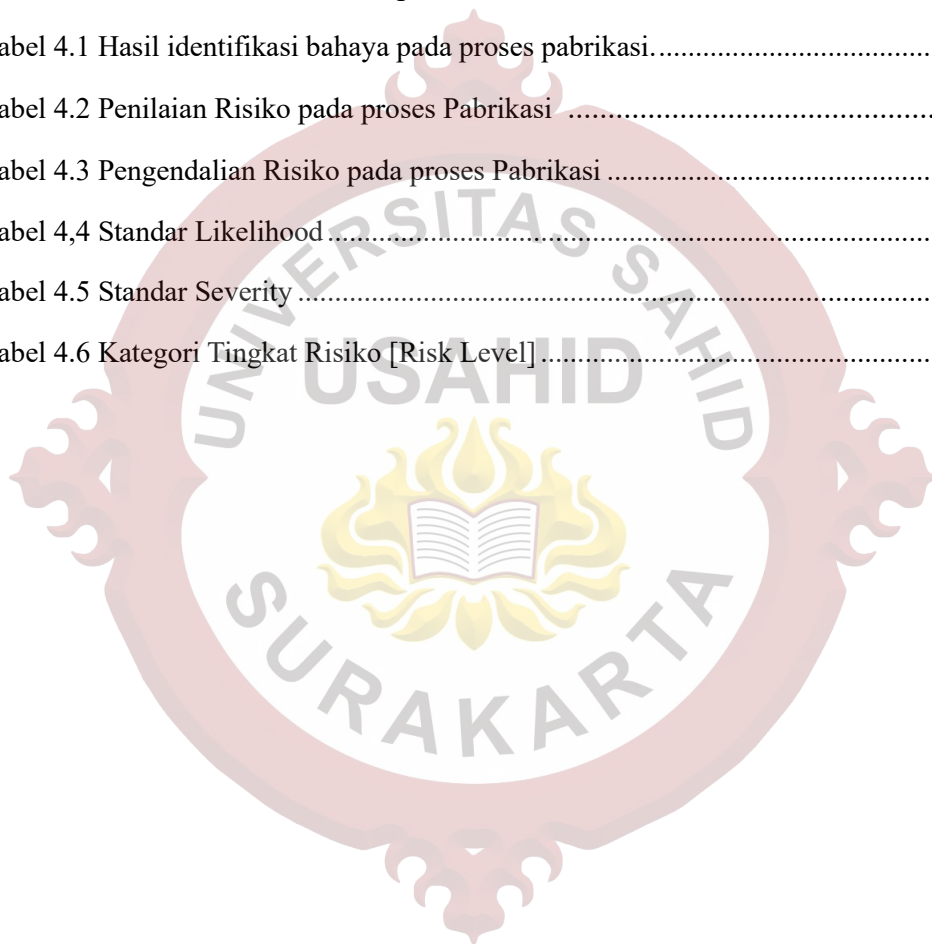 abel 4.1 Hasil identifikasi bahaya pada proses pabrikasi.................................
abel 4.2 Penilaian Risiko pada proses Pabrikasi .............................................
abel 4.3 Pengendalian Risiko pada proses Pabrikasi ........................................
abel 4,4 Standar Likelihood.............................................................................
abel 4.5 Standar Severity.................................................................................
abel 4.6 Kategori Tingkat Risiko [Risk Level].................................................
UNIVERSITAS SAHID
USAHID
SURAKARTA